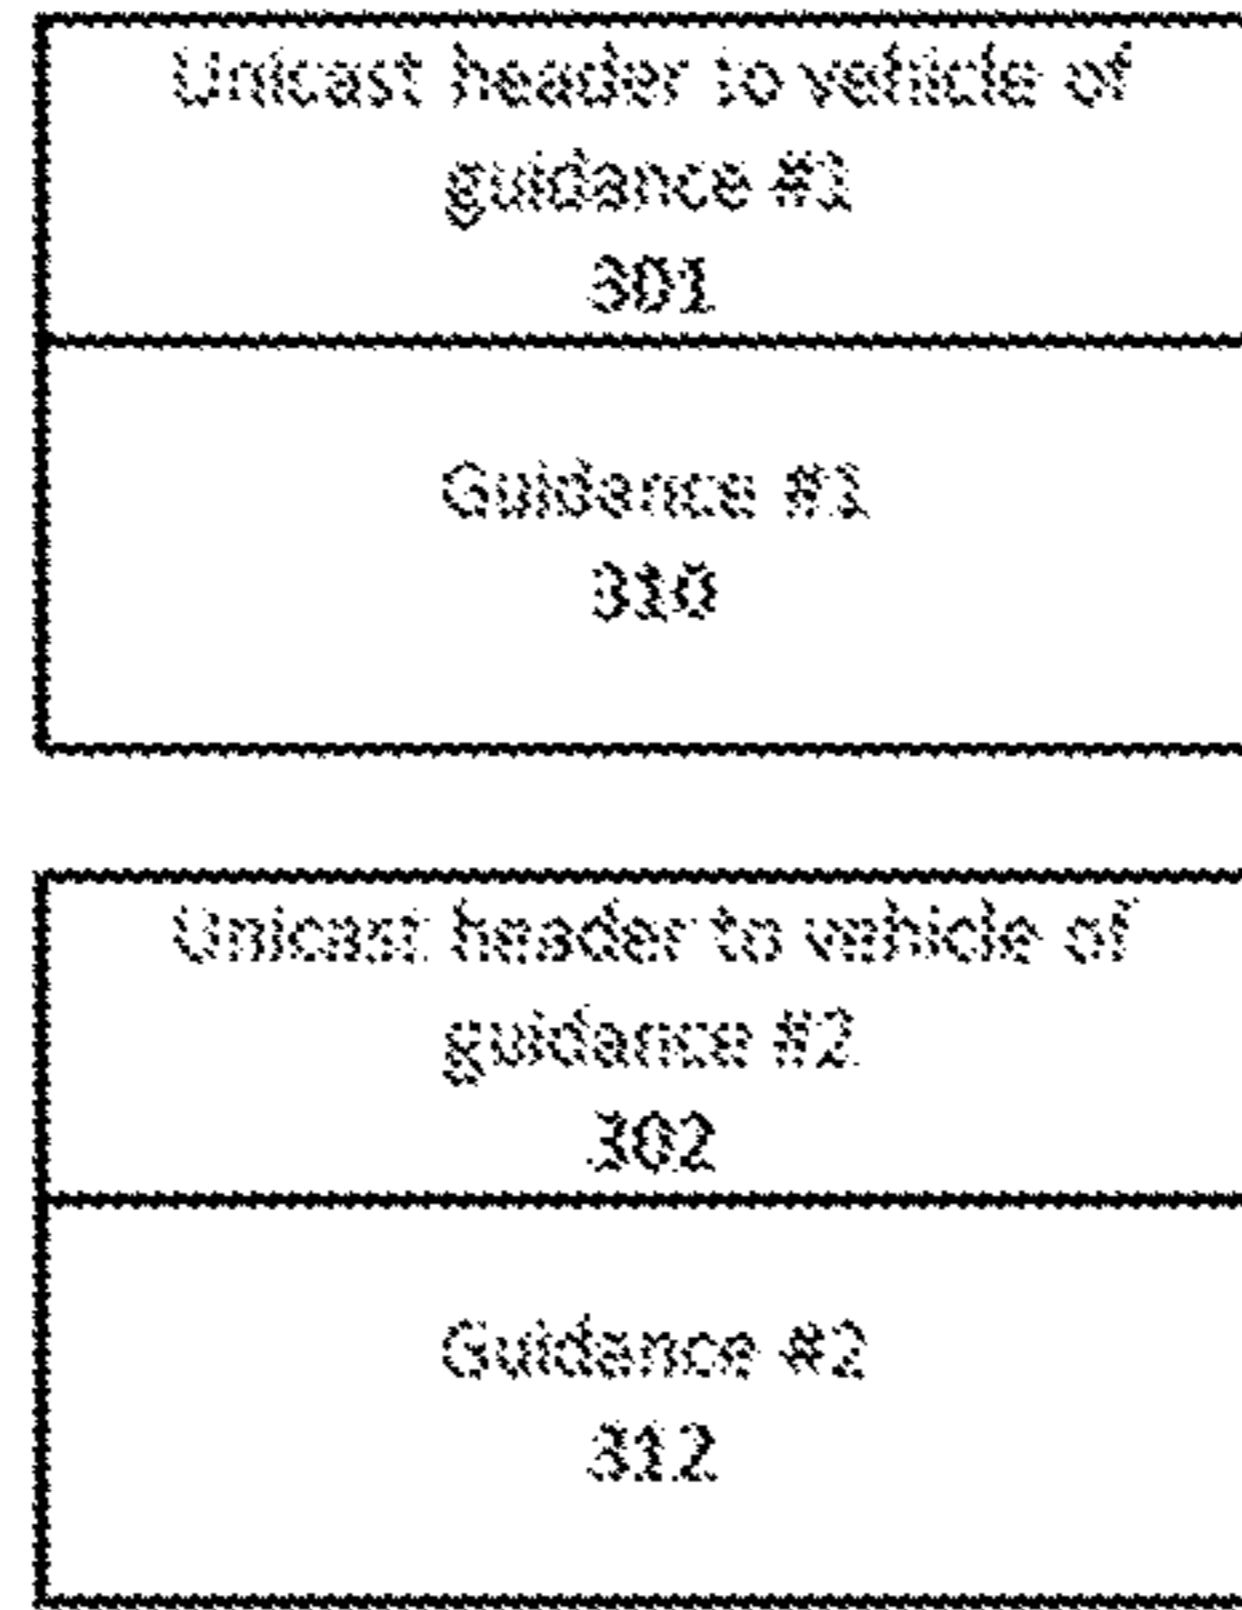 Unicast header to vehicle of
guidance #1
301
Guidance #1
310
Unicast header to vehicle of
guidance #2
302
Guidance #2
312